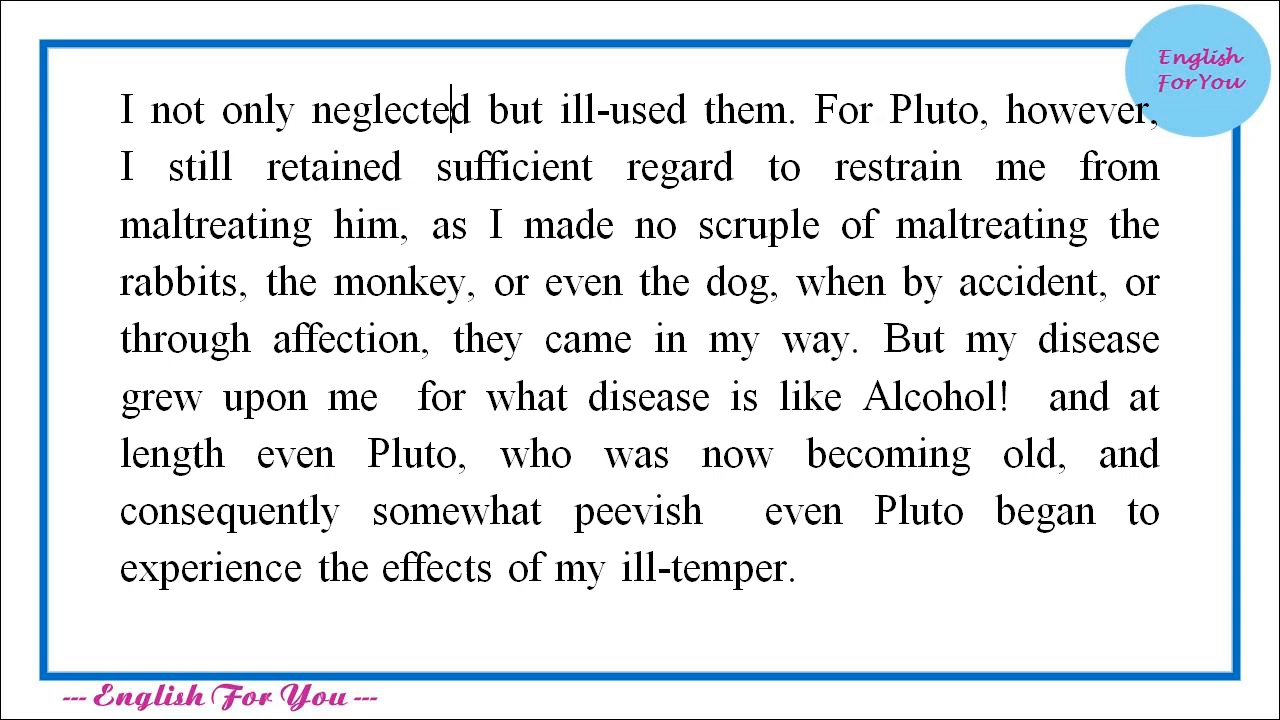 English
ForYou
I not only neglected but ill-used them. For Pluto, however,
I still retained sufficient regard to restrain me from
maltreating him, as I made no scruple of maltreating the
rabbits, the monkey, or even the dog, when by accident, or
through affection, they came in my way. But my disease
grew upon me for what disease is like Alcohol! and at
length even Pluto, who was now becoming old, and
consequently somewhat peevish even Pluto began to
experience the effects of my ill-temper.
--- English For You ---